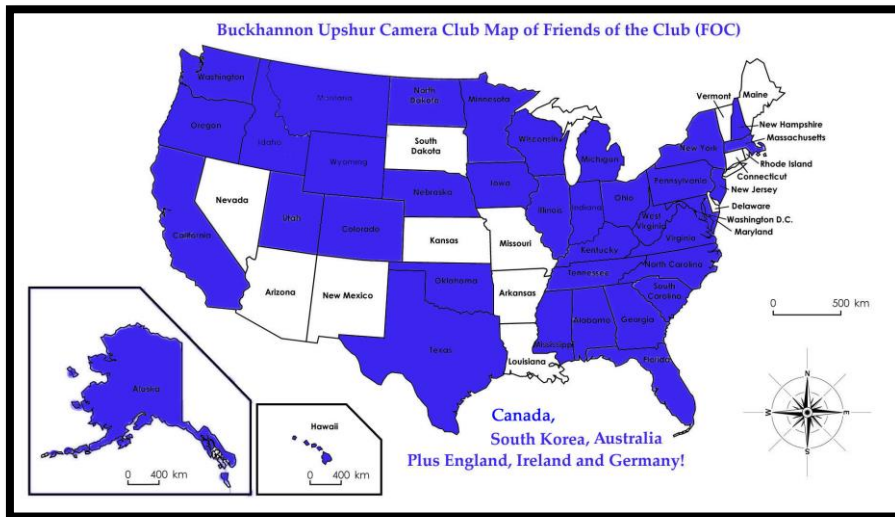 Buckhannon Upshur Camera Club Map of Friends of the Club (FOC)
Washington
Montana
North
Dakota
Minnesota
Vermont
Maine
Oregon
Idaho
Wyoming
South
Dakota
Wisconsin
Michigan
New York
New Hampshire
Massachusetts
Rhode Island
Connecticut
New Jersey
Delaware
Washington D.C.
Maryland
Nevada
Utah
Colorado
Nebraska
Iowa
Illinois
Indiana
Ohio
Pennsylvania
West
Virginia
Virginia
California
Kansas
Missouri
Kentucky
Arizona
New Mexico
Oklahoma
Arkansas
Tennessee
North Carolina
South
Carolina
Texas
Louisiana
Mississippi
Alabama
Georgia
Florida
0 500 km
Alaska
0 400 km
Hawaii
0 400 km
N
W
E
S
Canada,
South Korea, Australia
Plus England, Ireland and Germany!